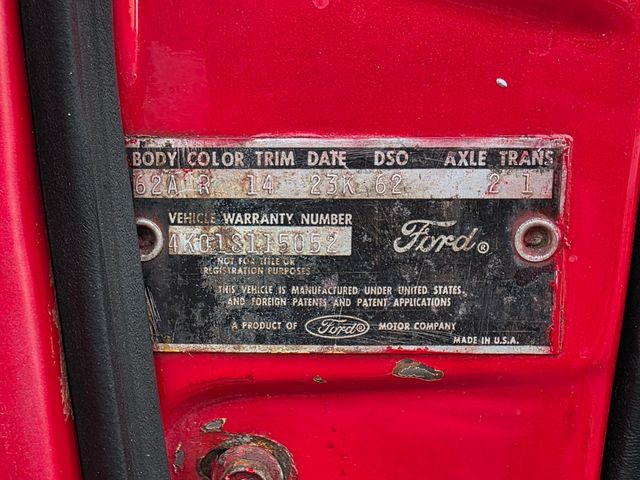 BODY COLOR TRIM DATE DSO AXLE TRANS
62A R 14 23K 62 2 1
VEHICLE WARRANTY NUMBER
4K01S115052
Ford®
NOT FOR TITLE OR
REGISTRATION PURPOSES
THIS VEHICLE IS MANUFACTURED UNDER UNITED STATES
AND FOREIGN PATENTS AND PATENT APPLICATIONS
A PRODUCT OF Ford® MOTOR COMPANY
MADE IN U.S.A.